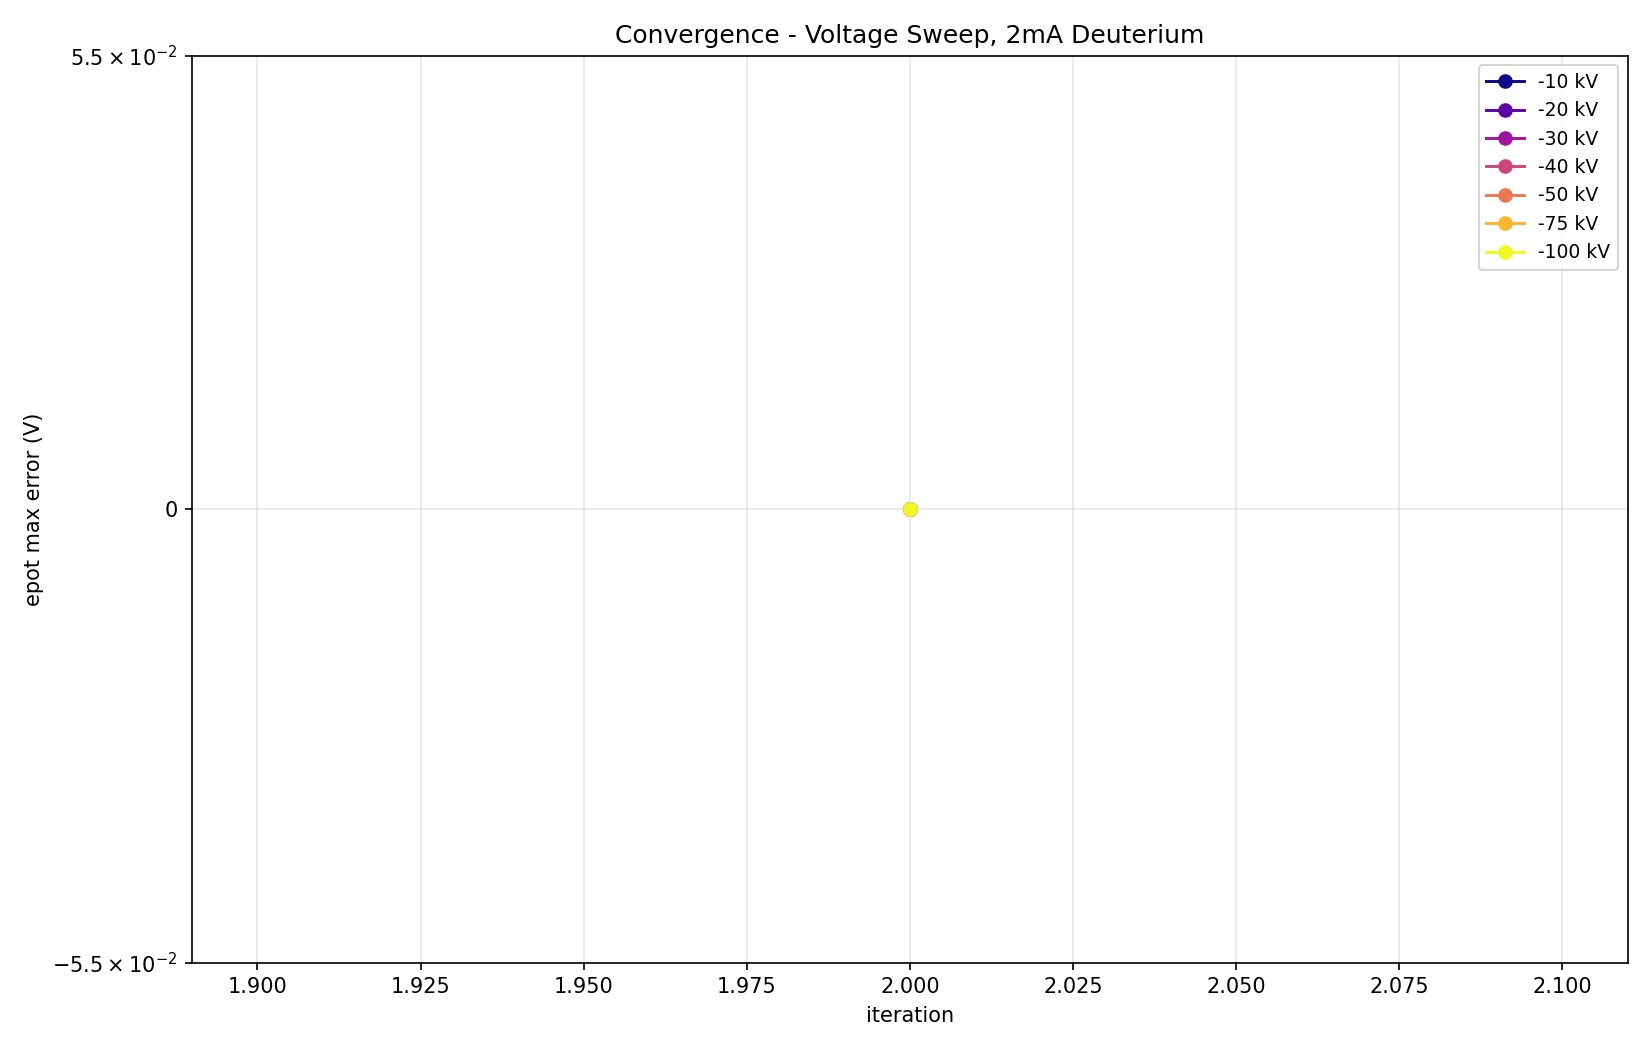 Convergence - Voltage Sweep, 2mA Deuterium
5.5 × 10⁻²
0
−5.5 × 10⁻²
epot max error (V)
-10 kV
-20 kV
-30 kV
-40 kV
-50 kV
-75 kV
-100 kV
1.900 1.925 1.950 1.975 2.000 2.025 2.050 2.075 2.100
iteration